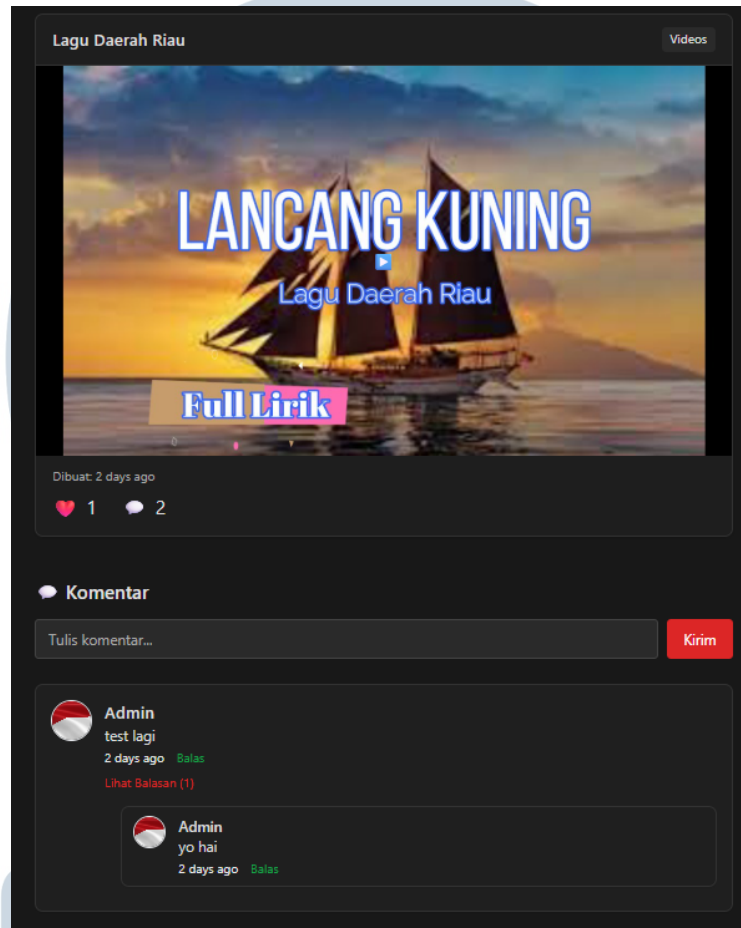 Lagu Daerah Riau
Videos
LANCANG KUNING
Lagu Daerah Riau
Full Lirik
Dibuat: 2 days ago
1
2
Komentar
Tulis komentar...
Kirim
Admin
test lagi
2 days ago Balas
Lihat Balasan (1)
Admin
yo hai
2 days ago Balas